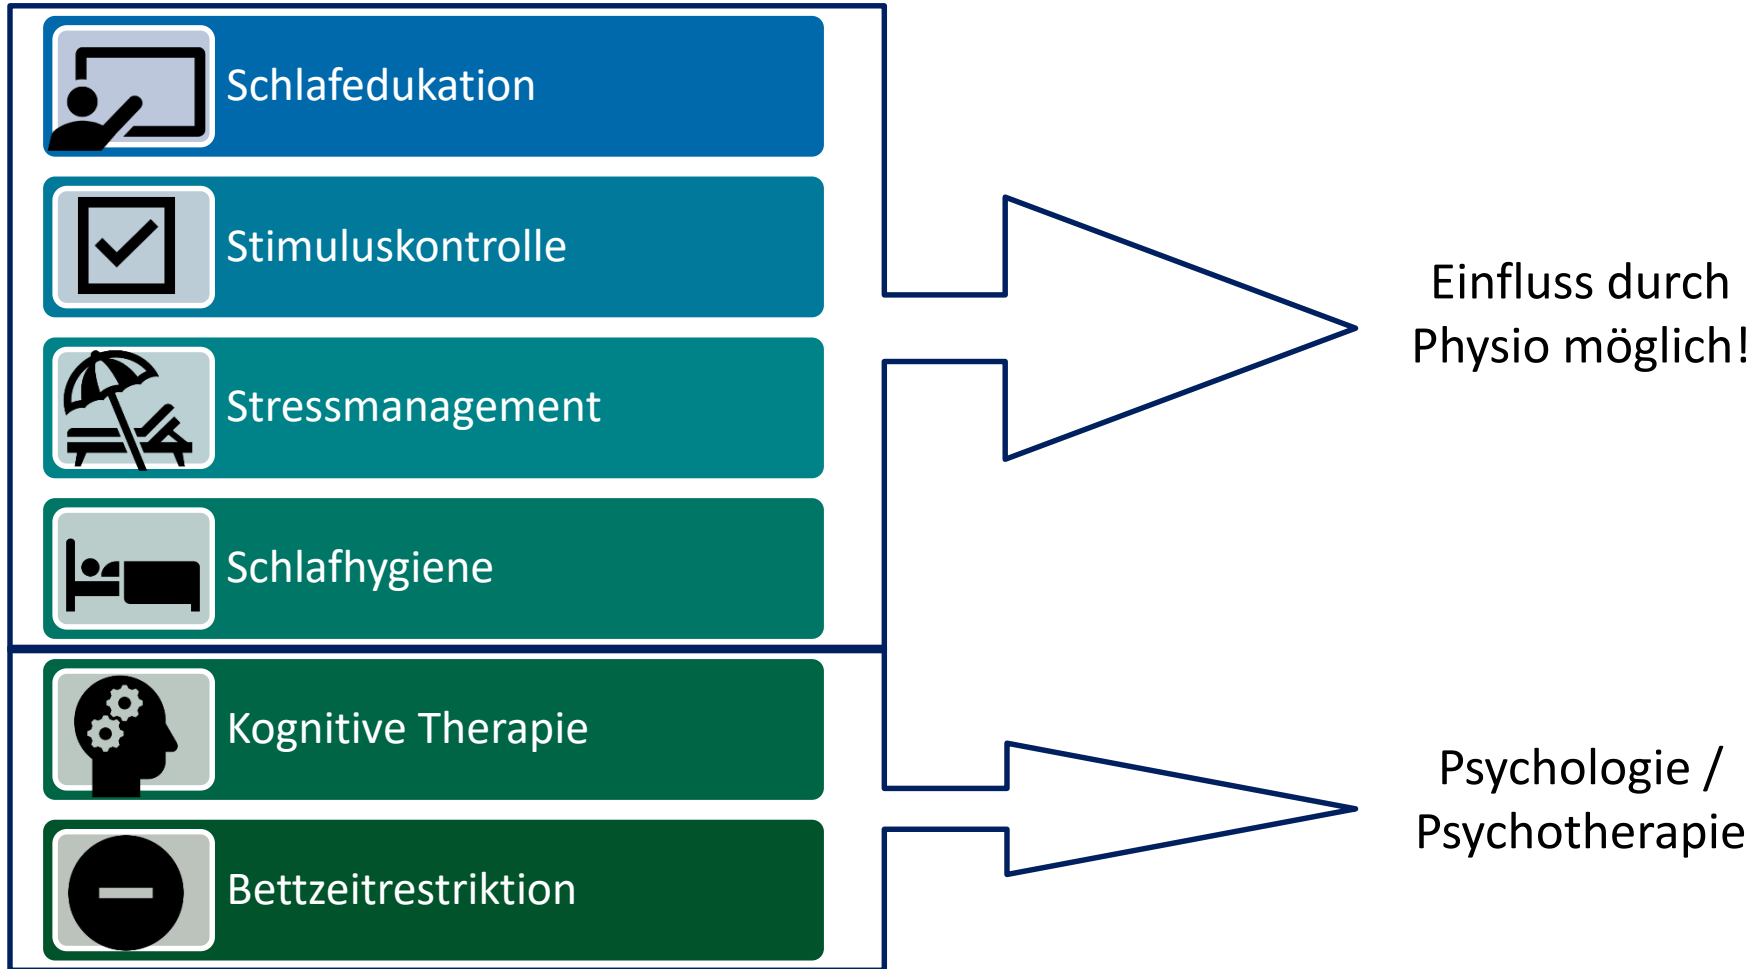 Schlafedukation
Stimuluskontrolle
Stressmanagement
Schlafhygiene
Kognitive Therapie
Bettzeitrestriktion
Einfluss durch
Physio möglich!
Psychologie /
Psychotherapie